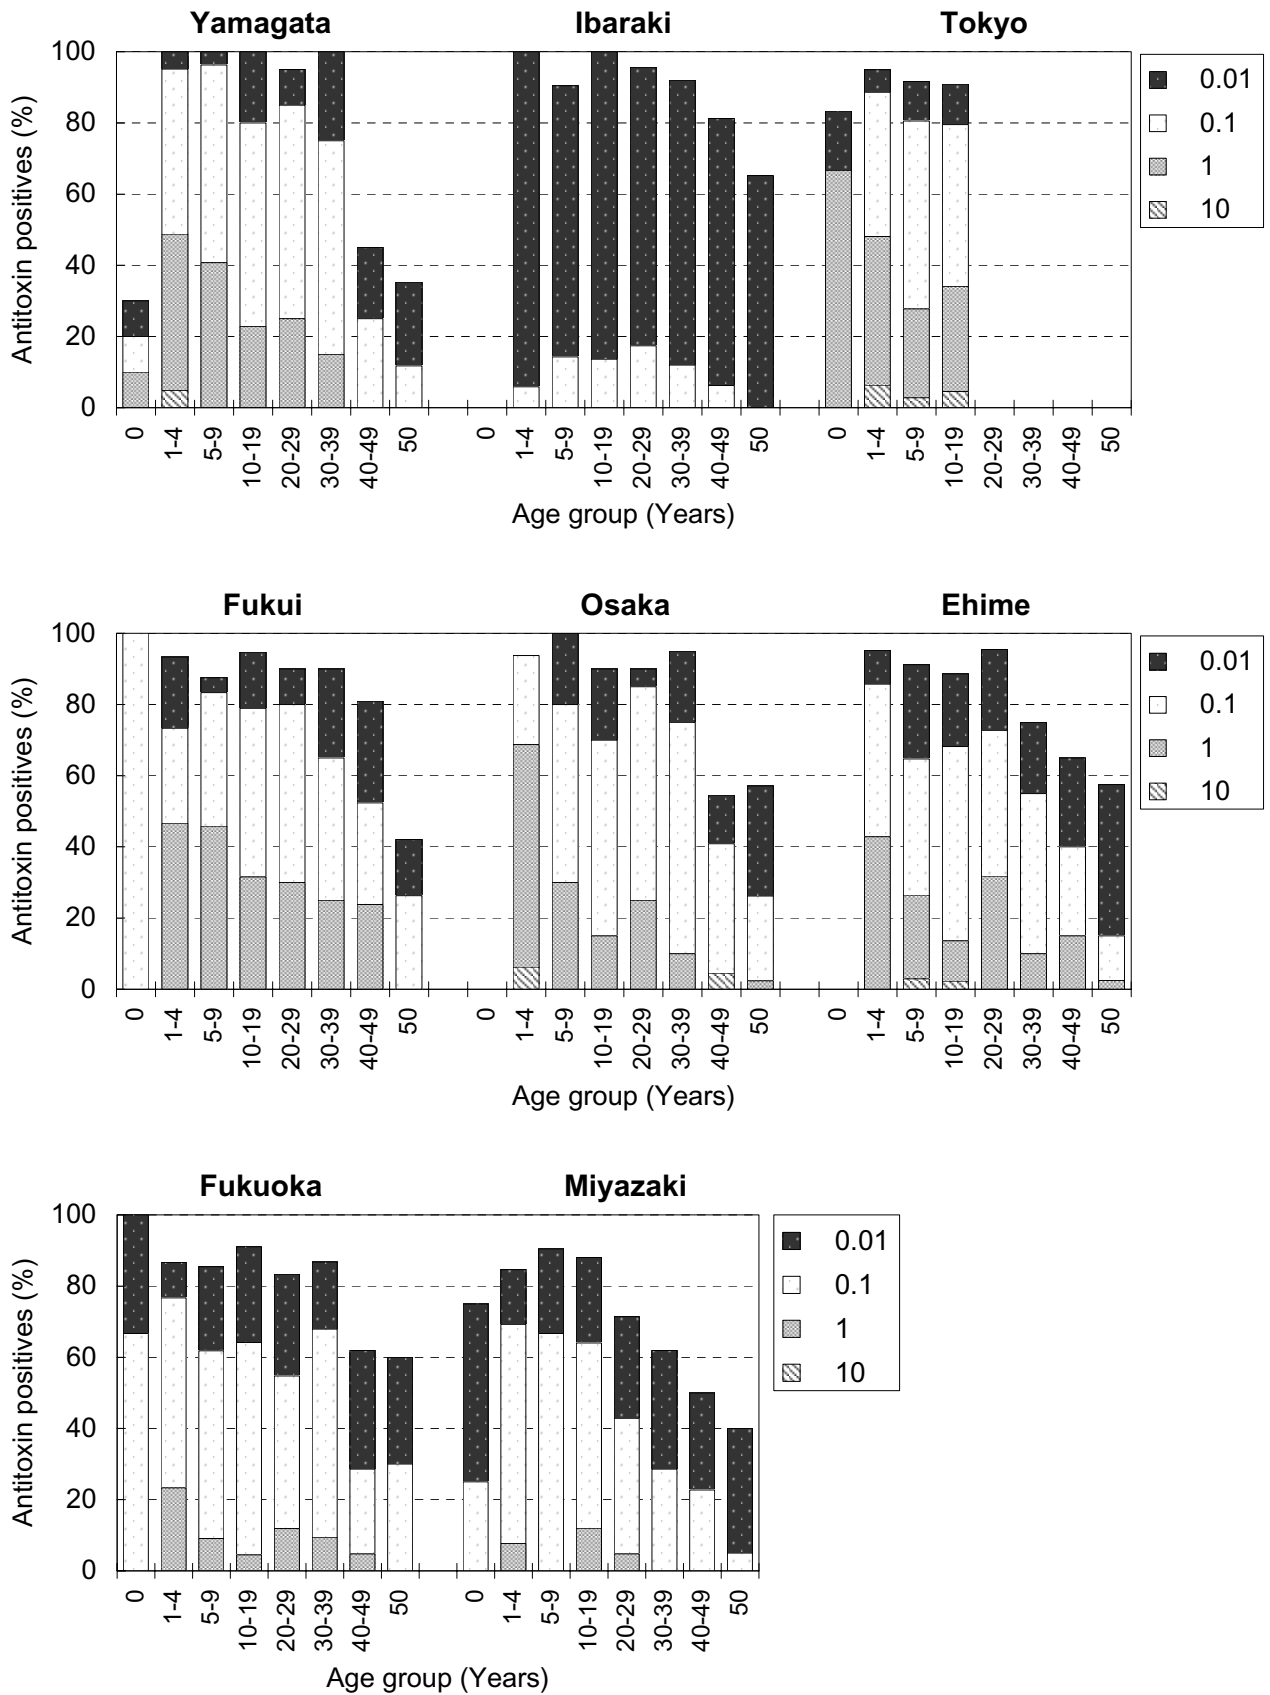 Yamagata Ibaraki Tokyo
Antitoxin positives (%)
100
80
60
40
20
0
0 1-4 5-9 10-19 20-29 30-39 40-49 50 0 1-4 5-9 10-19 20-29 30-39 40-49 50 0 1-4 5-9 10-19 20-29 30-39 40-49 50
Age group (Years)
0.01
0.1
1
10
Fukui Osaka Ehime
Antitoxin positives (%)
100
80
60
40
20
0
0 1-4 5-9 10-19 20-29 30-39 40-49 50 0 1-4 5-9 10-19 20-29 30-39 40-49 50 0 1-4 5-9 10-19 20-29 30-39 40-49 50
Age group (Years)
0.01
0.1
1
10
Fukuoka Miyazaki
Antitoxin positives (%)
100
80
60
40
20
0
0 1-4 5-9 10-19 20-29 30-39 40-49 50 0 1-4 5-9 10-19 20-29 30-39 40-49 50
Age group (Years)
0.01
0.1
1
10